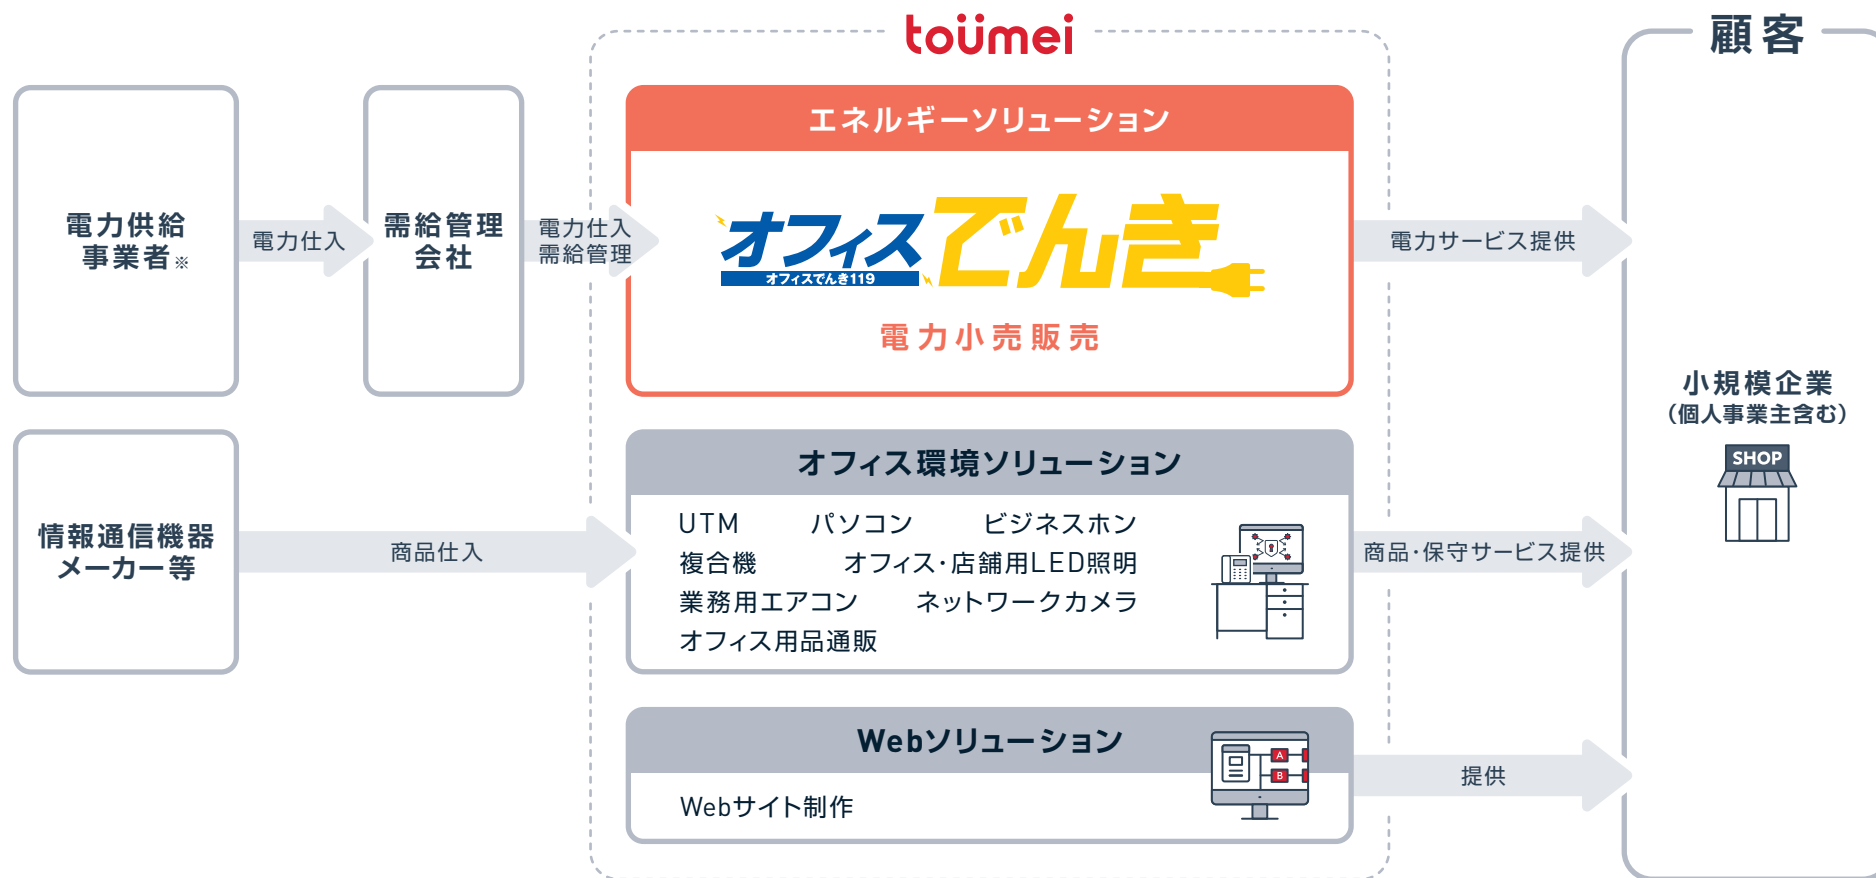 toümei
顧客
電力供給
事業者※
電力仕入
需給管理
会社
電力仕入
需給管理
エネルギーソリューション
オフィスでんき
オフィスでんき119
電力小売販売
電力サービス提供
情報通信機器
メーカー等
商品仕入
オフィス環境ソリューション
UTM パソコン ビジネスホン
複合機 オフィス・店舗用LED照明
業務用エアコン ネットワークカメラ
オフィス用品通販
商品・保守サービス提供
Webソリューション
A
B
Webサイト制作
提供
小規模企業
（個人事業主含む）
SHOP